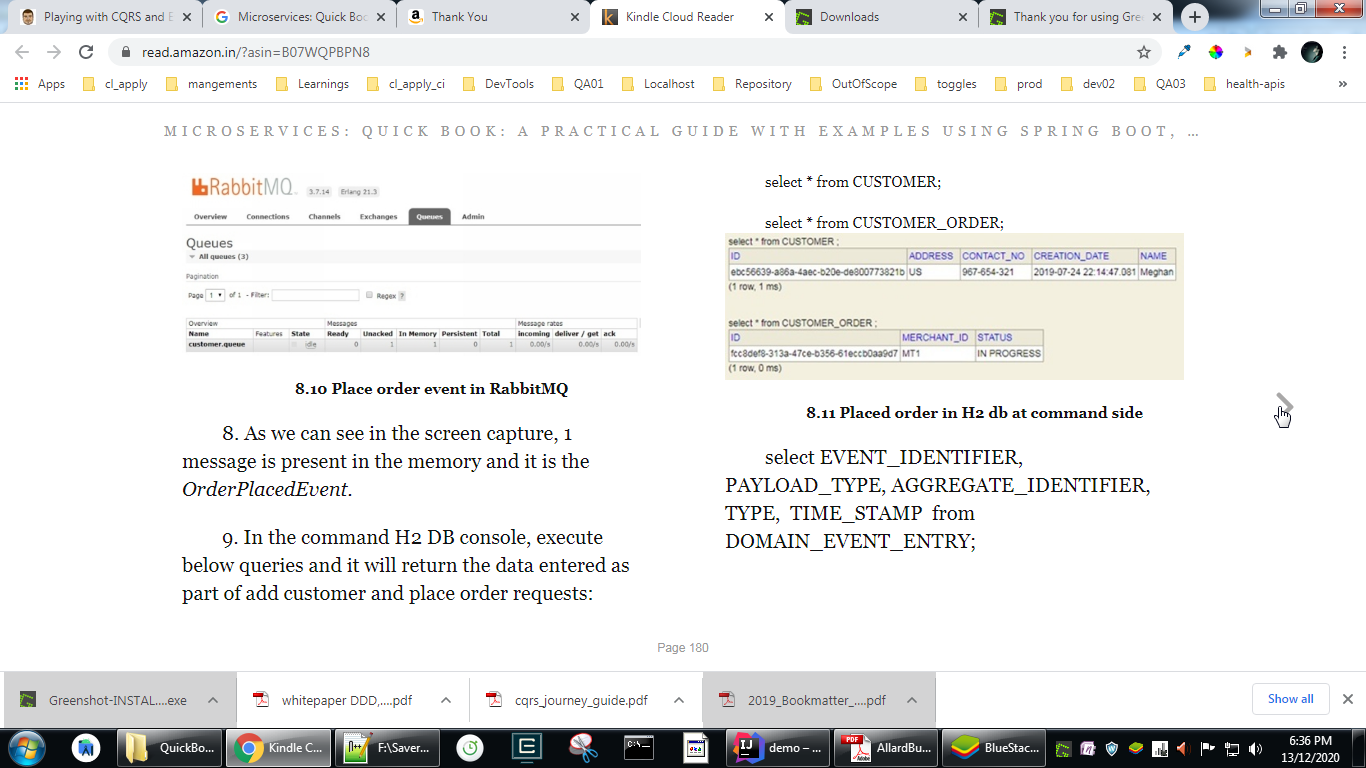 Playing with CQRS and E
Microservices: Quick Boo
Thank You
Kindle Cloud Reader
Downloads
Thank you for using Gre
read.amazon.in/?asin=B07WQPBPN8
Apps cl_apply mangements Learnings cl_apply_ci DevTools QA01 Localhost Repository OutOfScope toggles prod dev02 QA03 health-apis »
MICROSERVICES: QUICK BOOK: A PRACTICAL GUIDE WITH EXAMPLES USING SPRING BOOT, …
RabbitMQ 3.7.14 Erlang 21.3
Overview Connections Channels Exchanges Queues Admin
Queues
All queues (3)
Pagination
Page 1 of 1 - Filter: Regex ?
Overview Messages Message rates
Name Features State Ready Unacked In Memory Persistent Total incoming deliver / get ack
customer.queue idle 0 1 1 0 1 0.00/s 0.00/s 0.00/s
8.10 Place order event in RabbitMQ
8. As we can see in the screen capture, 1
message is present in the memory and it is the
OrderPlacedEvent.
9. In the command H2 DB console, execute
below queries and it will return the data entered as
part of add customer and place order requests:
select * from CUSTOMER;
select * from CUSTOMER_ORDER;
select * from CUSTOMER ;
ID ADDRESS CONTACT_NO CREATION_DATE NAME
ebc56639-a86a-4aec-b20e-de800773821b US 967-654-321 2019-07-24 22:14:47.081 Meghan
(1 row, 1 ms)
select * from CUSTOMER_ORDER ;
ID MERCHANT_ID STATUS
fcc8def8-313a-47ce-b356-61eccb0aa9d7 MT1 IN PROGRESS
(1 row, 0 ms)
8.11 Placed order in H2 db at command side
select EVENT_IDENTIFIER,
PAYLOAD_TYPE, AGGREGATE_IDENTIFIER,
TYPE, TIME_STAMP from
DOMAIN_EVENT_ENTRY;
Page 180
Greenshot-INSTAL....exe
whitepaper DDD,....pdf
cqrs_journey_guide.pdf
2019_Bookmatter_....pdf
Show all
QuickBo...
Kindle C...
F:\Saver...
demo – ...
AllardBu...
BlueStac...
6:36 PM
13/12/2020